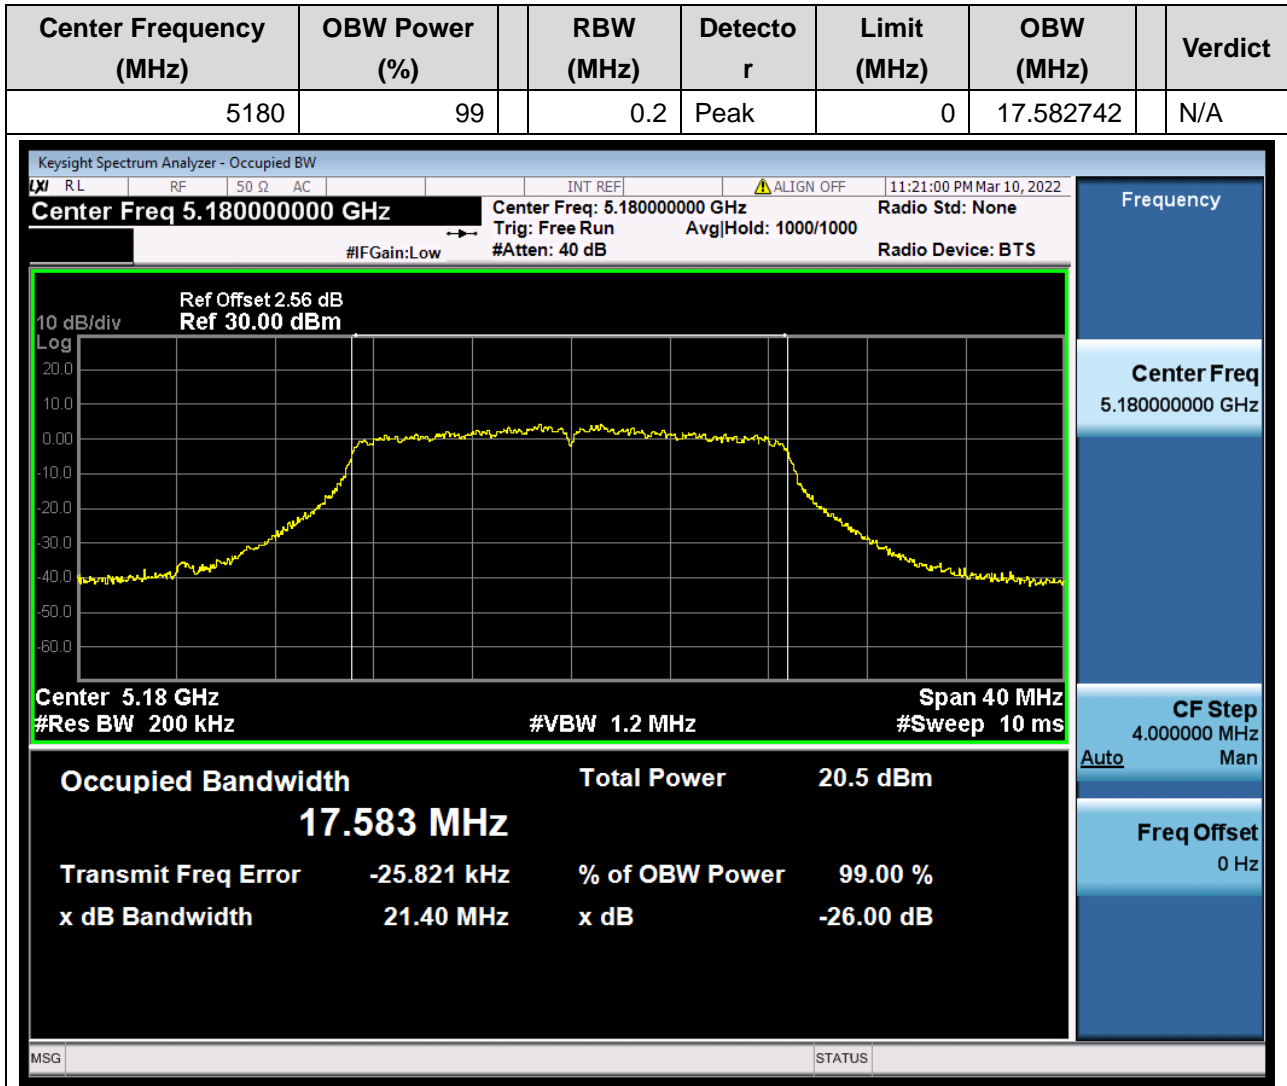 Center Frequency (MHz) OBW Power (%) RBW (MHz) Detecto r Limit (MHz) OBW (MHz) Verdict
5180 99 0.2 Peak 0 17.582742 N/A
Keysight Spectrum Analyzer - Occupied BW
LXI RL RF 50 Ω AC INT REF ALIGN OFF 11:21:00 PM Mar 10, 2022
Center Freq 5.180000000 GHz
#IFGain:Low
Center Freq: 5.180000000 GHz
Trig: Free Run Avg|Hold: 1000/1000
#Atten: 40 dB
Radio Std: None
Radio Device: BTS
Ref Offset 2.56 dB
10 dB/div Ref 30.00 dBm
Log
20.0
10.0
0.00
-10.0
-20.0
-30.0
-40.0
-50.0
-60.0
Center 5.18 GHz Span 40 MHz
#Res BW 200 kHz #VBW 1.2 MHz #Sweep 10 ms
Occupied Bandwidth Total Power 20.5 dBm
17.583 MHz
Transmit Freq Error -25.821 kHz % of OBW Power 99.00 %
x dB Bandwidth 21.40 MHz x dB -26.00 dB
Frequency
Center Freq
5.180000000 GHz
CF Step
4.000000 MHz
Auto Man
Freq Offset
0 Hz
MSG STATUS